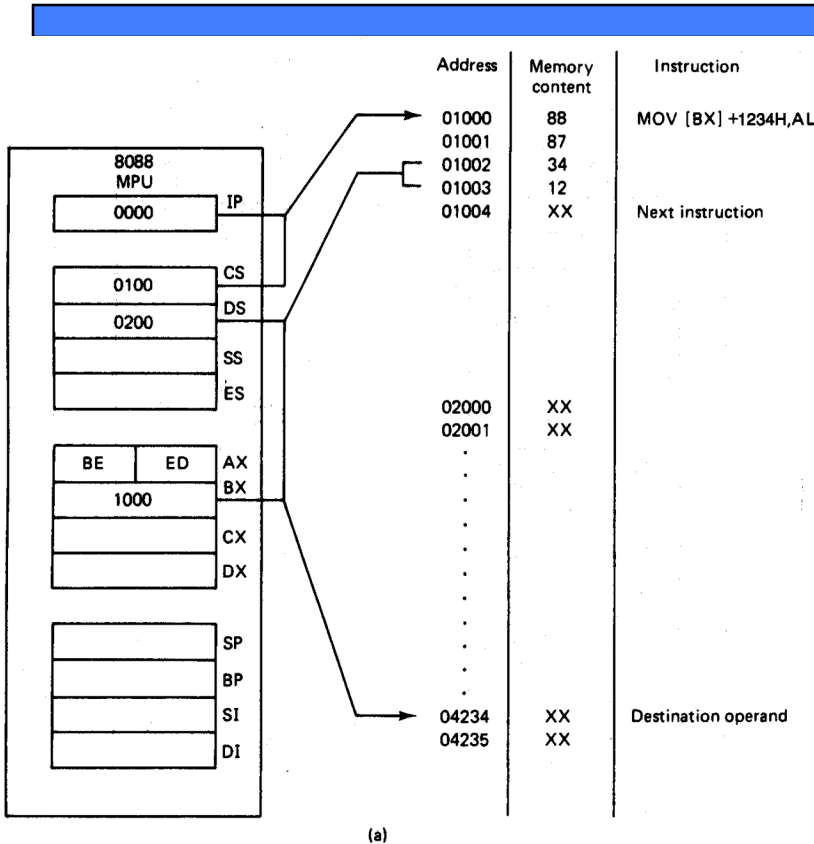 Address Memory content Instruction
01000 88 MOV [BX] +1234H,AL
01001 87
01002 34
01003 12
01004 XX Next instruction
02000 XX
02001 XX
04234 XX Destination operand
04235 XX
8088
MPU
0000 IP
0100 CS
0200 DS
SS
ES
BE ED AX
1000 BX
CX
DX
SP
BP
SI
DI
(a)